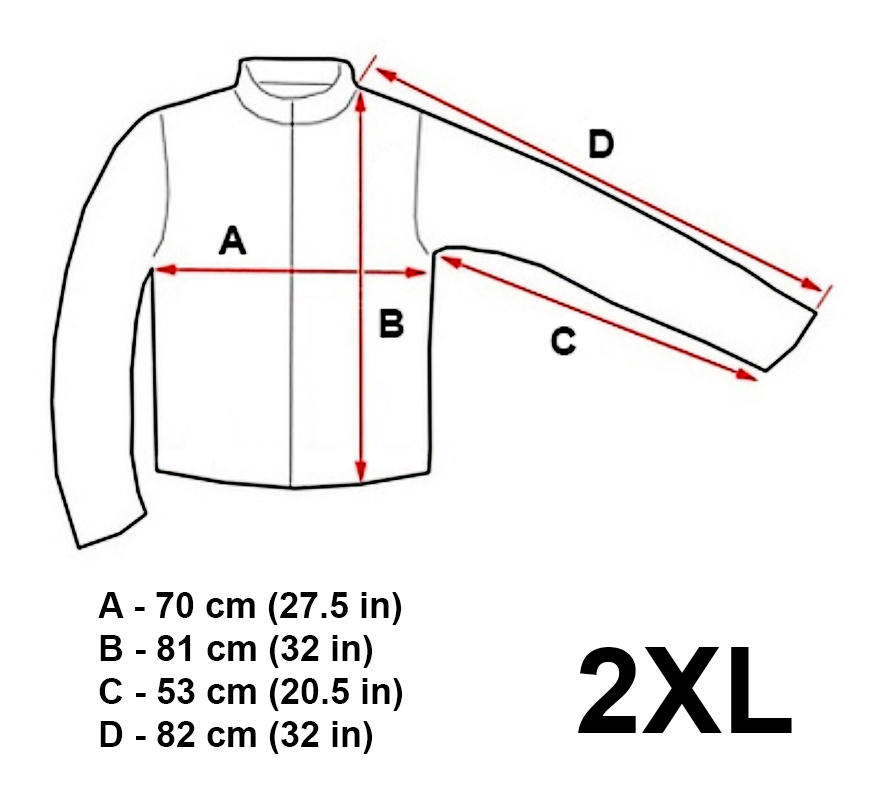 D
A
B
C
A - 70 cm (27.5 in)
B - 81 cm (32 in)
C - 53 cm (20.5 in)
D - 82 cm (32 in)
2XL